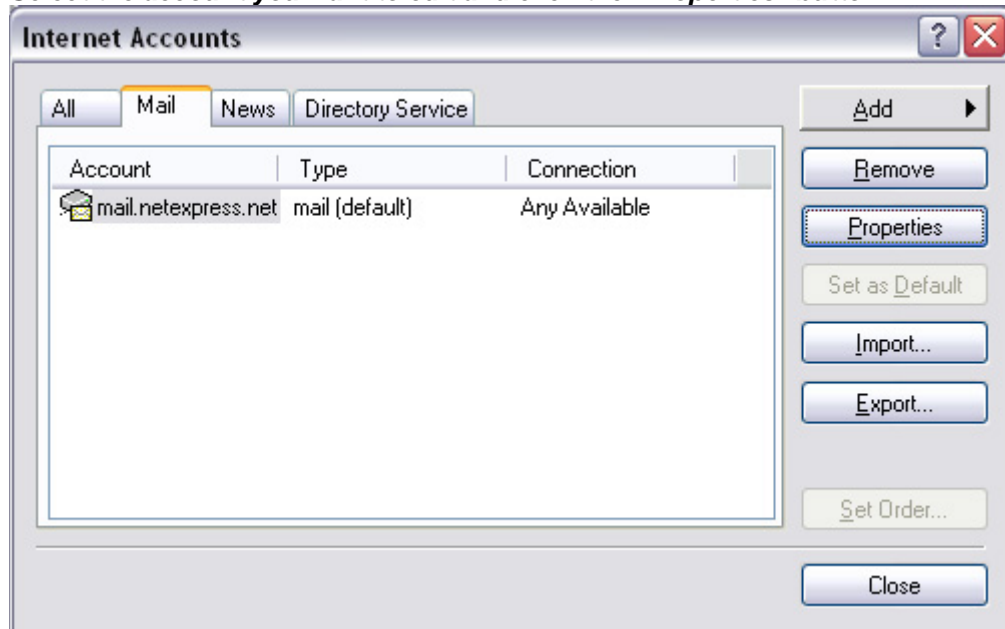 Internet Accounts
All Mail News Directory Service
Add
Account Type Connection
Remove
mail.netexpress.net mail (default) Any Available
Properties
Set as Default
Import...
Export...
Set Order...
Close